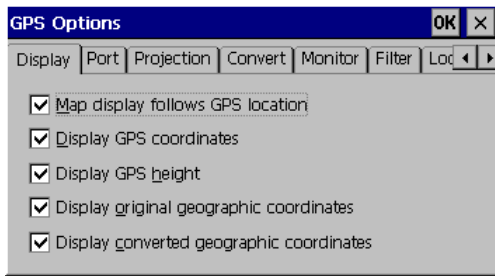 GPS Options OK ×
Display Port Projection Convert Monitor Filter
Map display follows GPS location
Display GPS coordinates
Display GPS height
Display original geographic coordinates
Display converted geographic coordinates